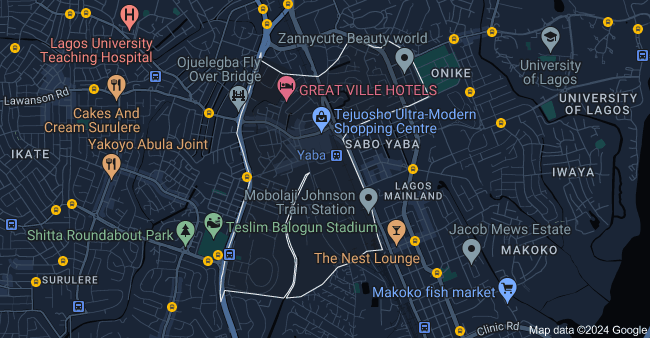 Lagos University
Teaching Hospital
Zannycute Beauty world
Ojuelegba Fly
Over Bridge
ONIKE
University
of Lagos
GREAT VILLE HOTELS
Lawanson Rd
Cakes And
Cream Surulere
Tejuosho Ultra-Modern
Shopping Centre
UNIVERSITY
OF LAGOS
IKATE
Yakoyo Abula Joint
Yaba
SABO YABA
IWAYA
LAGOS
MAINLAND
Mobolaji Johnson
Train Station
Shitta Roundabout Park
Teslim Balogun Stadium
Jacob Mews Estate
MAKOKO
The Nest Lounge
SURULERE
Makoko fish market
Clinic Rd
Map data ©2024 Google